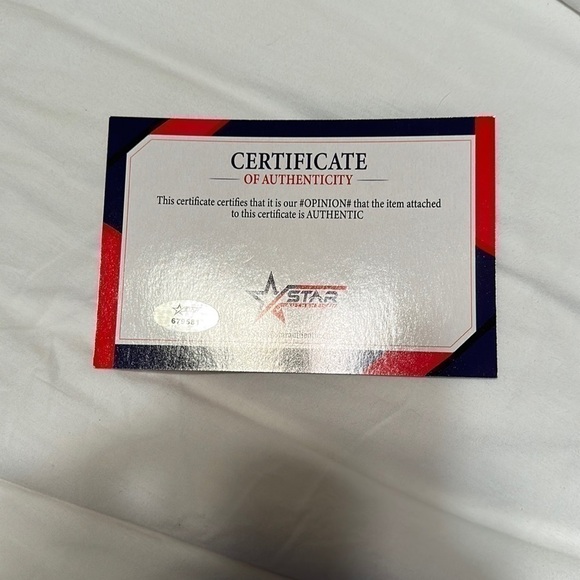 CERTIFICATE
OF AUTHENTICITY
This certificate certifies that it is our #OPINION# that the item attached
to this certificate is AUTHENTIC
STAR